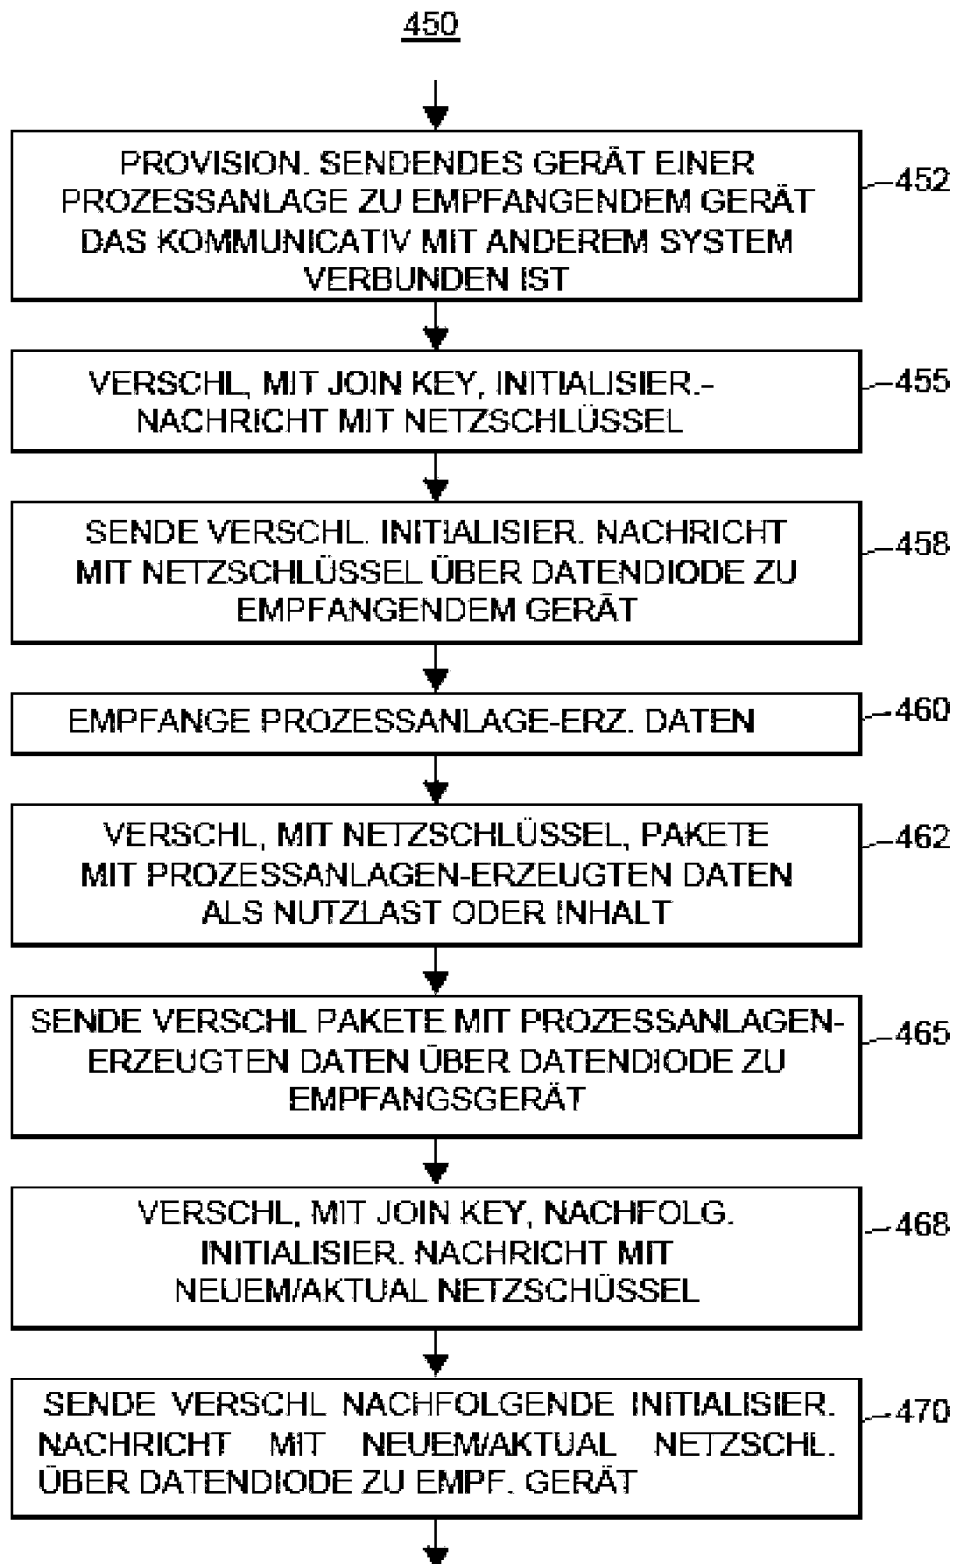 450
PROVISION. SENDENDES GERÄT EINER
PROZESSANLAGE ZU EMPFANGENDEM GERÄT
DAS KOMMUNICATIV MIT ANDEREM SYSTEM
VERBUNDEN IST
452
VERSCHL, MIT JOIN KEY, INITIALISIER.-
NACHRICHT MIT NETZSCHLÜSSEL
455
SENDE VERSCHL. INITIALISIER. NACHRICHT
MIT NETZSCHLÜSSEL ÜBER DATENDIODE ZU
EMPFANGENDEM GERÄT
458
EMPFANGE PROZESSANLAGE-ERZ. DATEN
460
VERSCHL, MIT NETZSCHLÜSSEL, PAKETE
MIT PROZESSANLAGEN-ERZEUGTEN DATEN
ALS NUTZLAST ODER INHALT
462
SENDE VERSCHL PAKETE MIT PROZESSANLAGEN-
ERZEUGTEN DATEN ÜBER DATENDIODE ZU
EMPFANGSGERÄT
465
VERSCHL, MIT JOIN KEY, NACHFOLG.
INITIALISIER. NACHRICHT MIT
NEUEM/AKTUAL NETZSCHÜSSEL
468
SENDE VERSCHL NACHFOLGENDE INITIALISIER.
NACHRICHT MIT NEUEM/AKTUAL NETZSCHL.
ÜBER DATENDIODE ZU EMPF. GERÄT
470